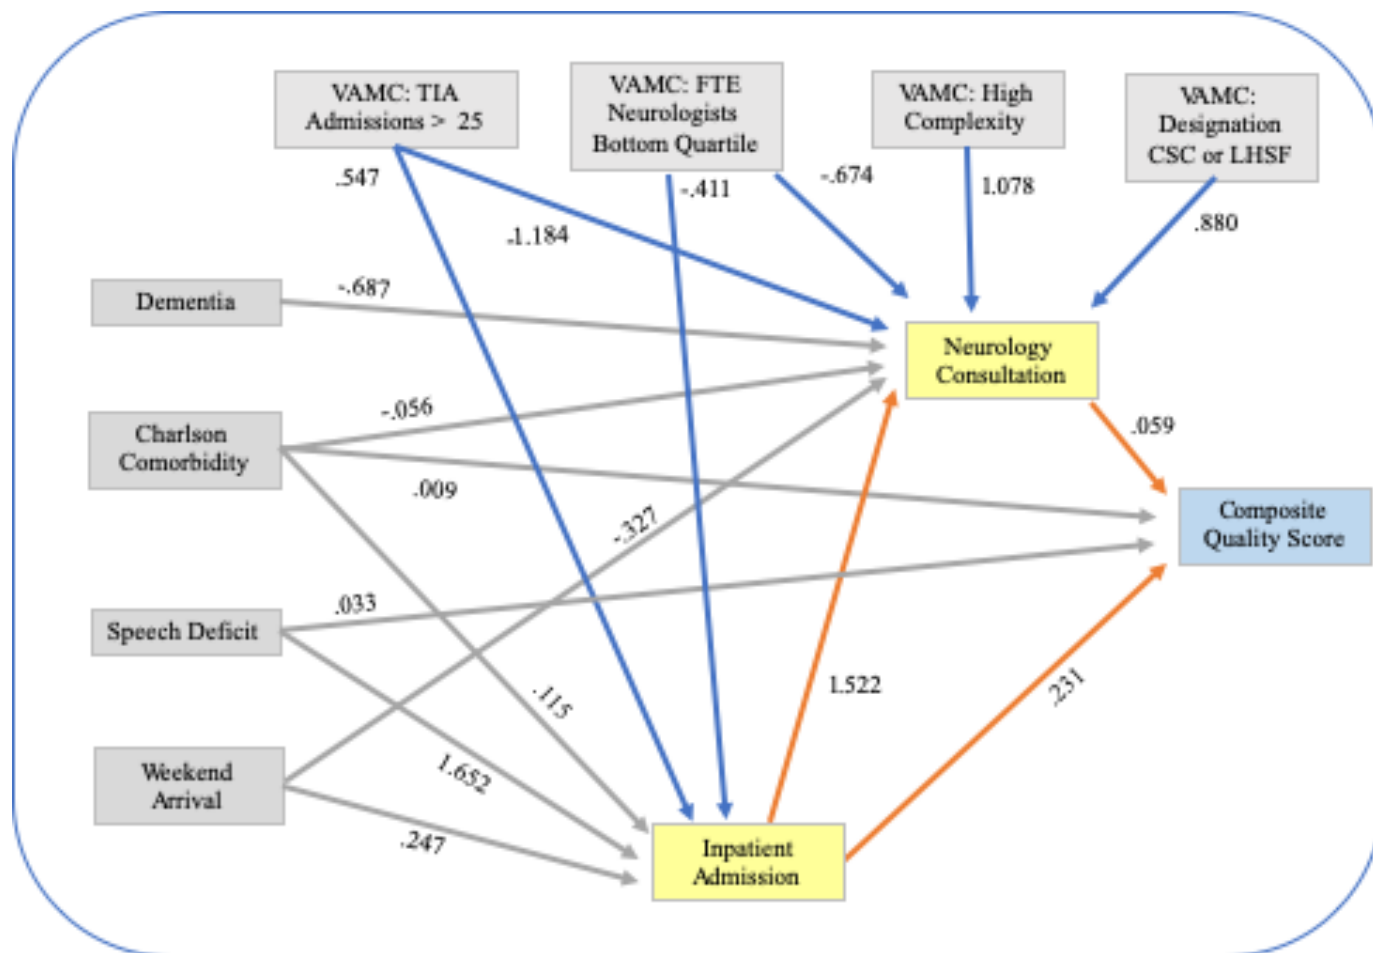 VAMC: TIA
Admissions > 25
VAMC: FTE
Neurologists
Bottom Quartile
VAMC: High
Complexity
VAMC:
Designation
CSC or LHSF
.547
-.411
-.674
1.078
.880
-1.184
Dementia
-.687
Neurology
Consultation
Charlson
Comorbidity
-.056
.009
.059
-.327
Composite
Quality Score
Speech Deficit
.033
.115
1.522
.231
Weekend
Arrival
1.652
.247
Inpatient
Admission